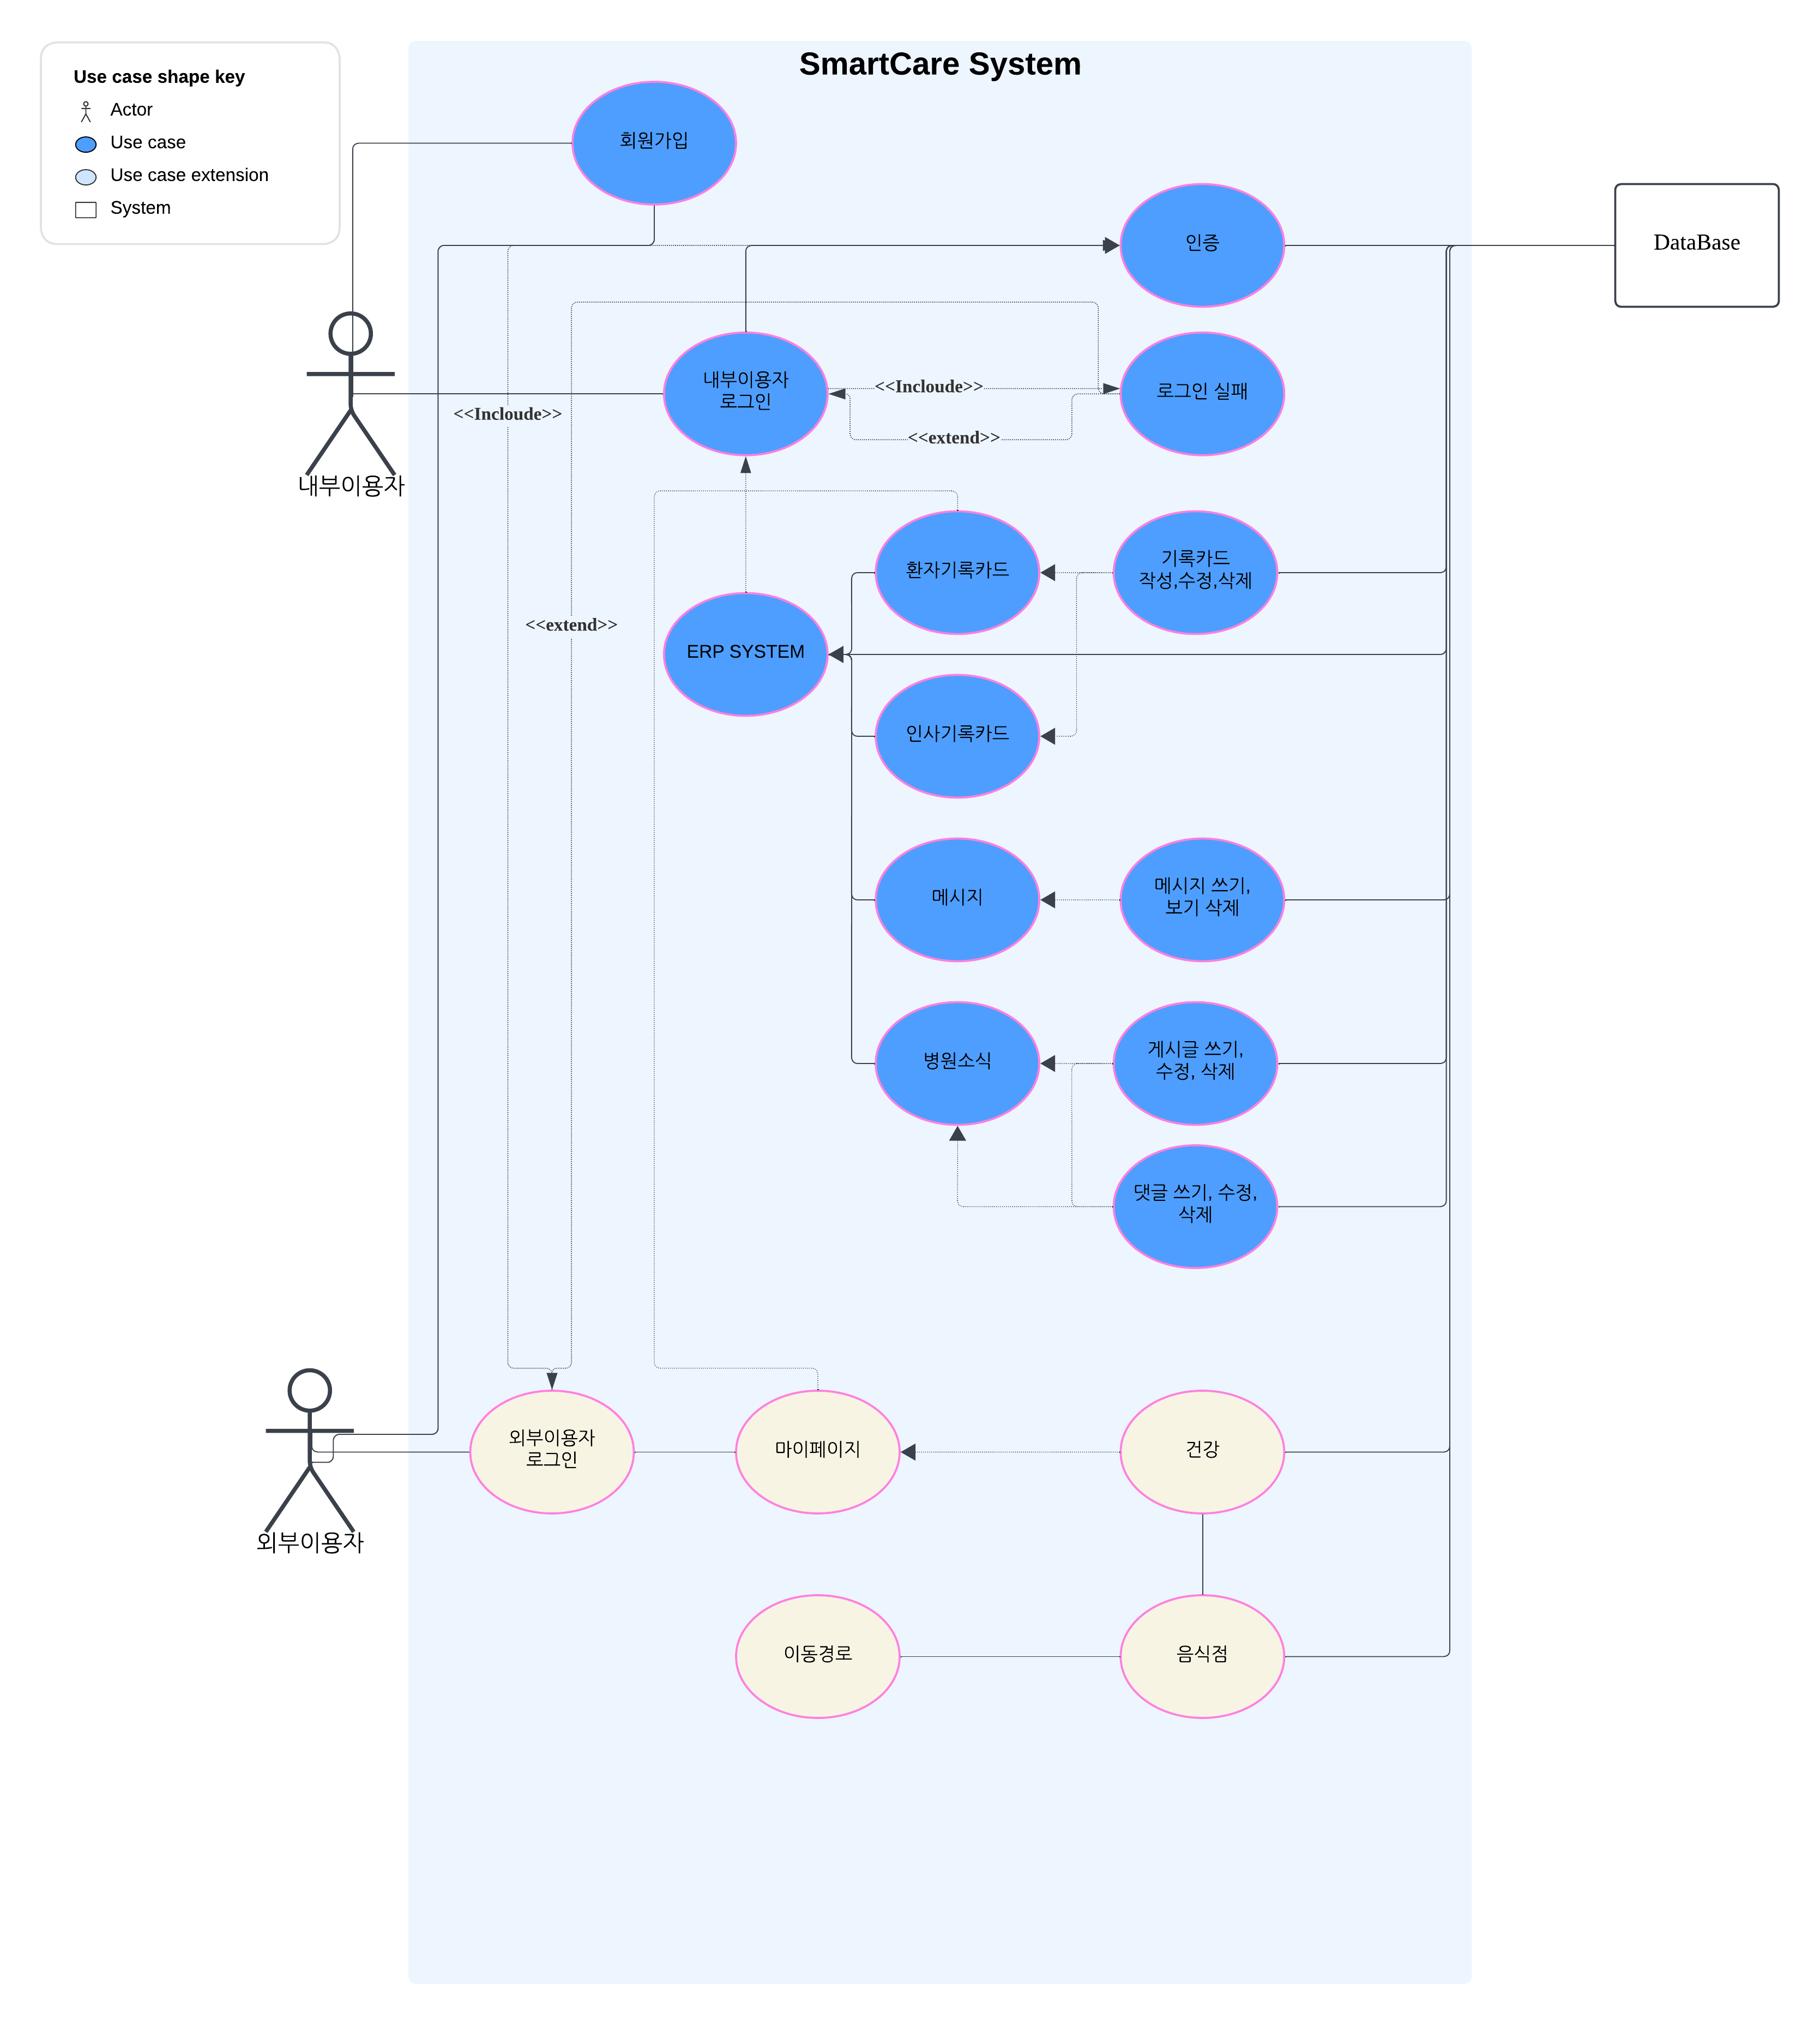 SmartCare System
Use case shape key
Actor
Use case
Use case extension
System
회원가입
인증
DataBase
내부이용자
로그인
<<Incloude>>
로그인 실패
<<Incloude>>
<<extend>>
내부이용자
환자기록카드
기록카드
작성,수정,삭제
<<extend>>
ERP SYSTEM
인사기록카드
메시지
메시지 쓰기,
보기 삭제
병원소식
게시글 쓰기,
수정, 삭제
댓글 쓰기, 수정,
삭제
외부이용자
로그인
마이페이지
건강
외부이용자
이동경로
음식점